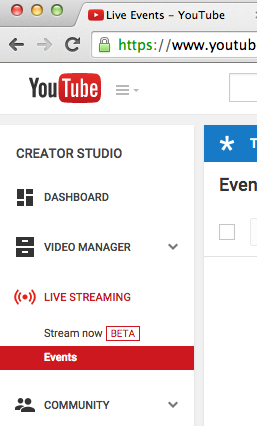 Live Events – YouTube
https://www.youtub
YouTube
CREATOR STUDIO
DASHBOARD
VIDEO MANAGER
LIVE STREAMING
Stream now BETA
Events
COMMUNITY
T
Even